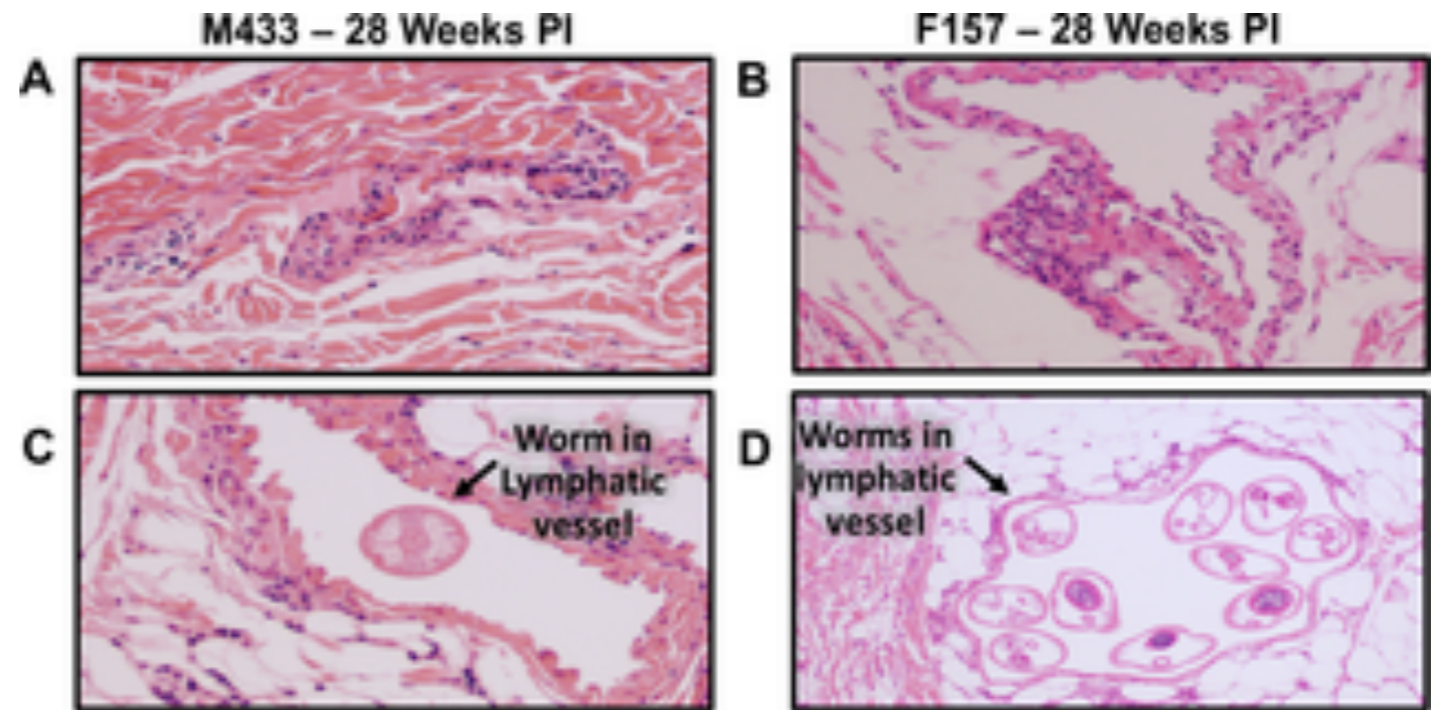 M433 – 28 Weeks PI
F157 – 28 Weeks PI
A
B
C
Worm in
Lymphatic
vessel
D
Worms in
lymphatic
vessel